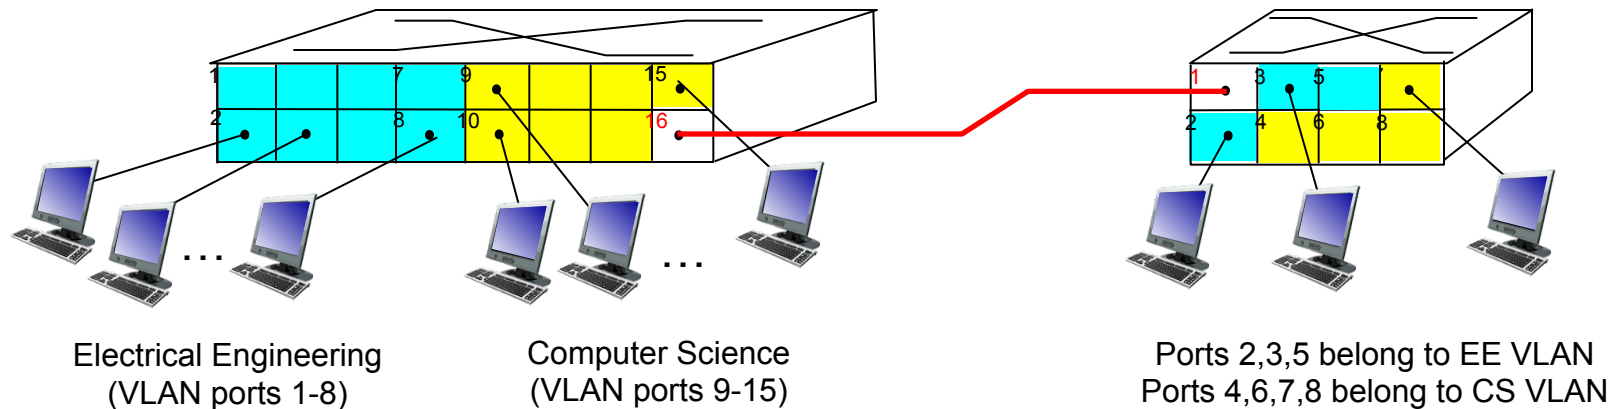 1 7 9 15
2 8 10 16
1 3 5 7
2 4 6 8
... ...
Electrical Engineering
(VLAN ports 1-8)
Computer Science
(VLAN ports 9-15)
Ports 2,3,5 belong to EE VLAN
Ports 4,6,7,8 belong to CS VLAN